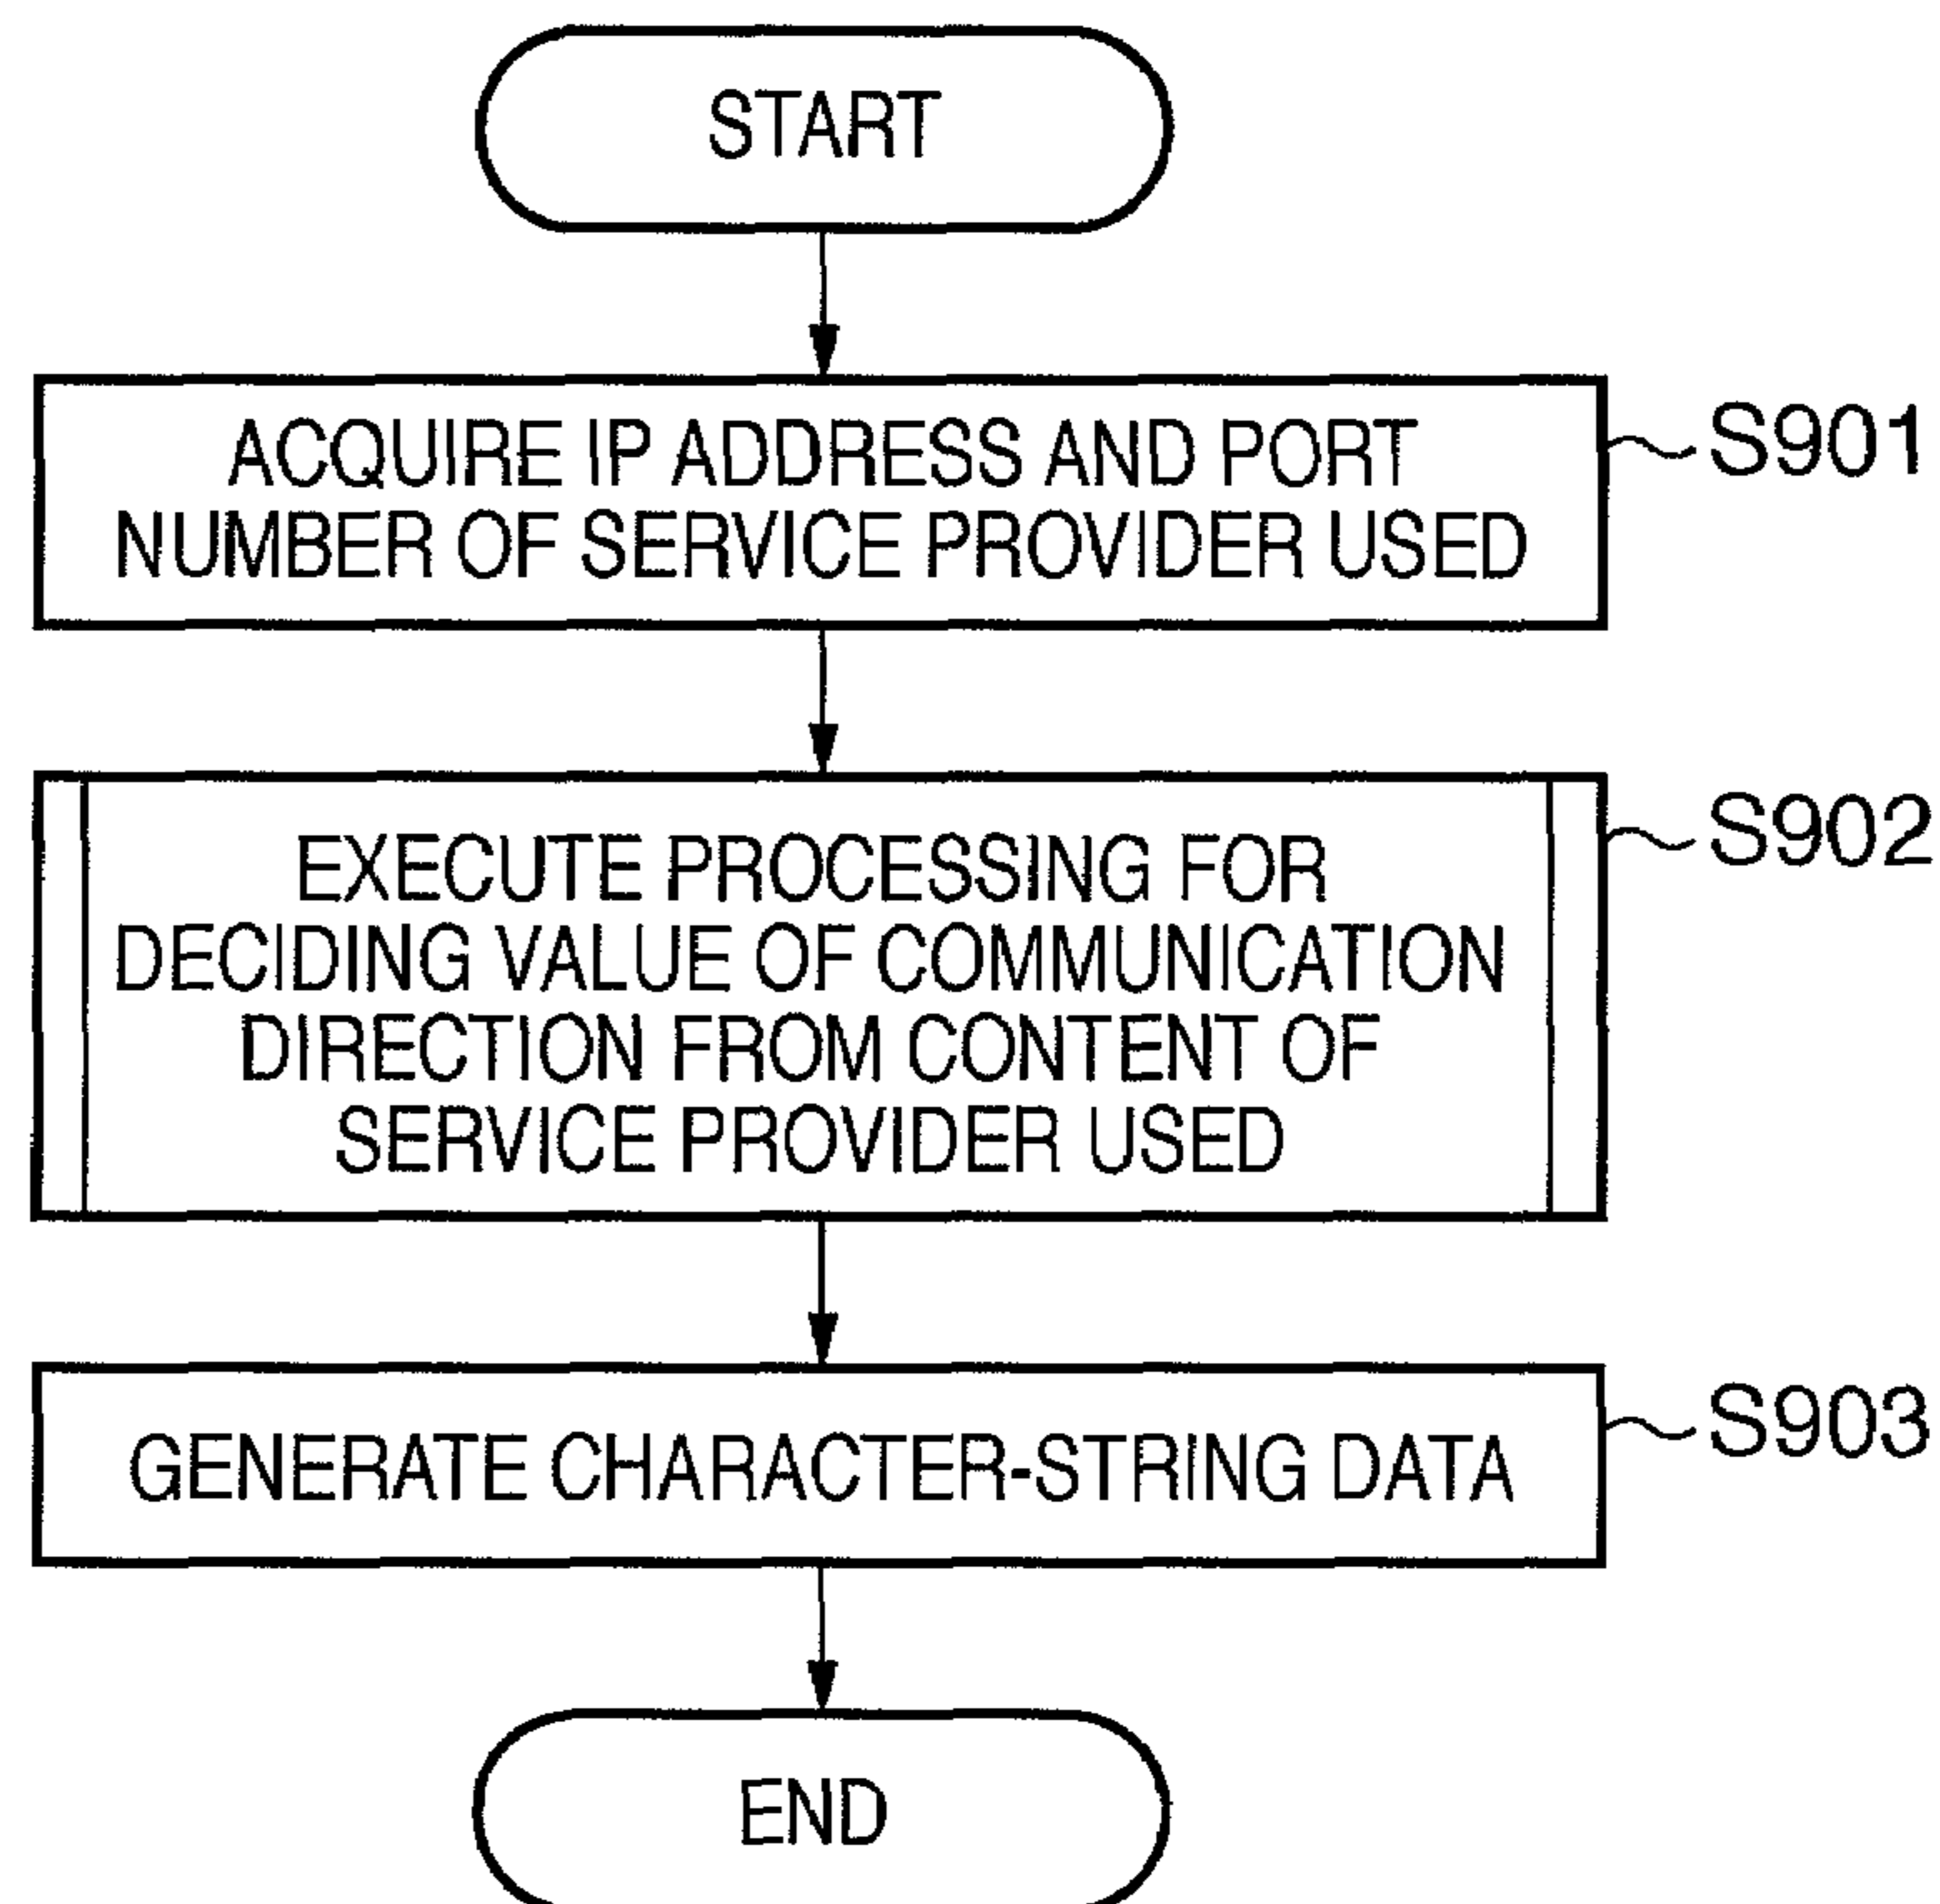 START
ACQUIRE IP ADDRESS AND PORT
NUMBER OF SERVICE PROVIDER USED
S901
EXECUTE PROCESSING FOR
DECIDING VALUE OF COMMUNICATION
DIRECTION FROM CONTENT OF
SERVICE PROVIDER USED
S902
GENERATE CHARACTER-STRING DATA
S903
END